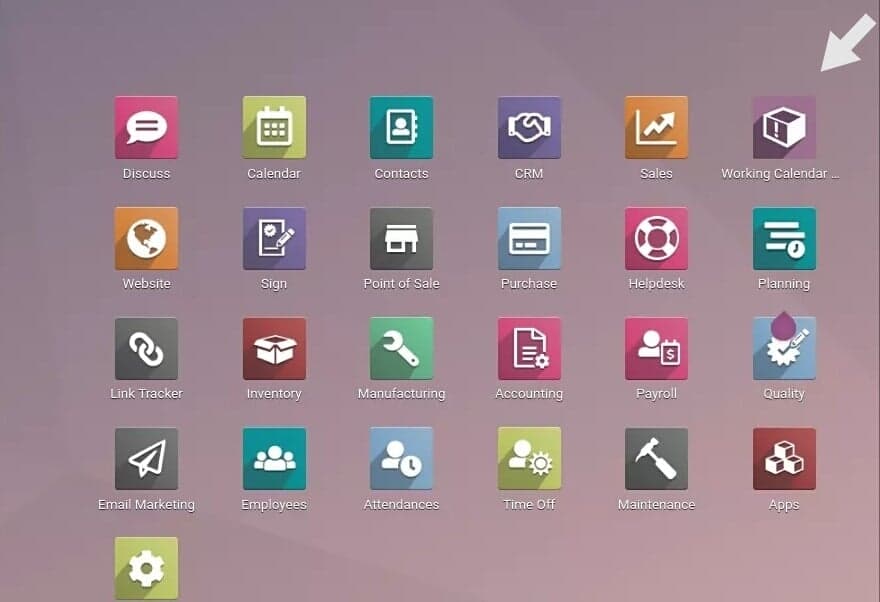 Discuss
Calendar
Contacts
CRM
Sales
Working Calendar ...
Website
Sign
Point of Sale
Purchase
Helpdesk
Planning
Link Tracker
Inventory
Manufacturing
Accounting
Payroll
Quality
Email Marketing
Employees
Attendances
Time Off
Maintenance
Apps